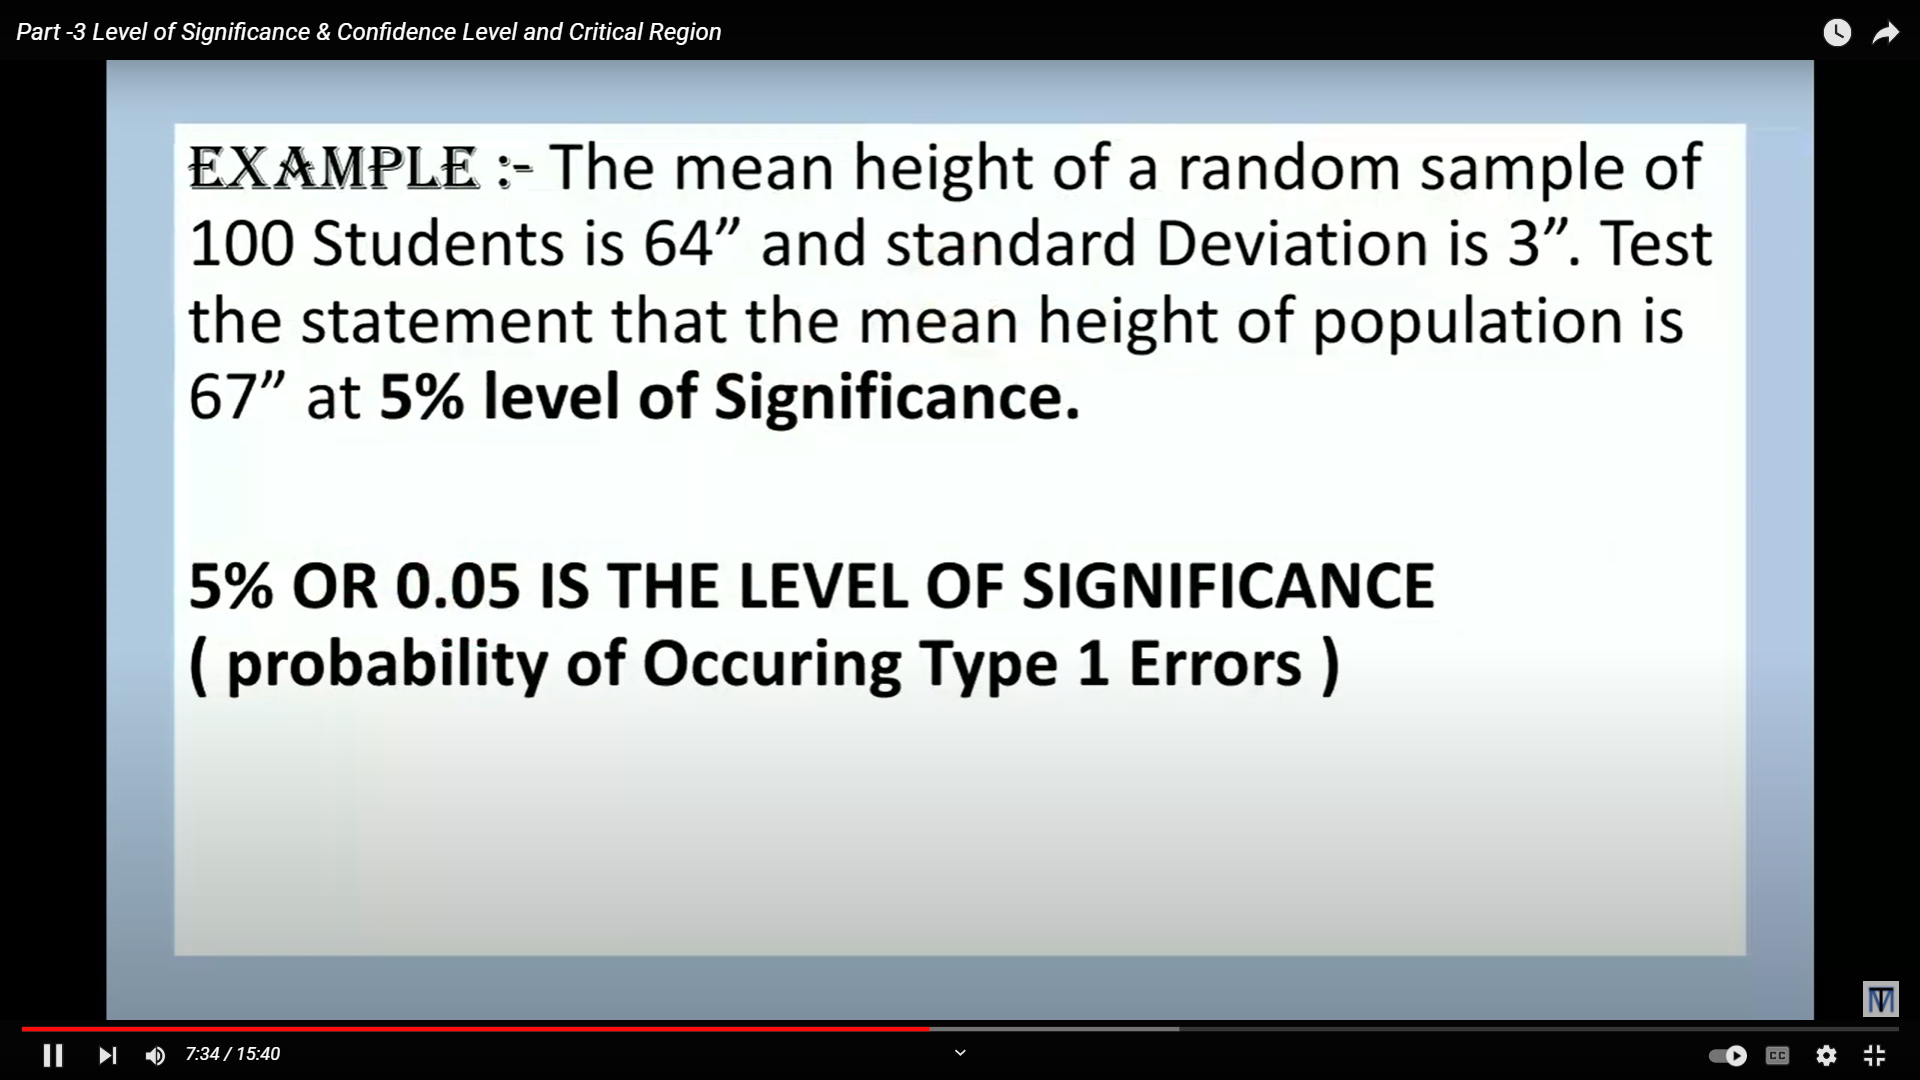 Part -3 Level of Significance & Confidence Level and Critical Region
EXAMPLE :- The mean height of a random sample of
100 Students is 64” and standard Deviation is 3”. Test
the statement that the mean height of population is
67” at 5% level of Significance.
5% OR 0.05 IS THE LEVEL OF SIGNIFICANCE
( probability of Occuring Type 1 Errors )
7:34 / 15:40
CC